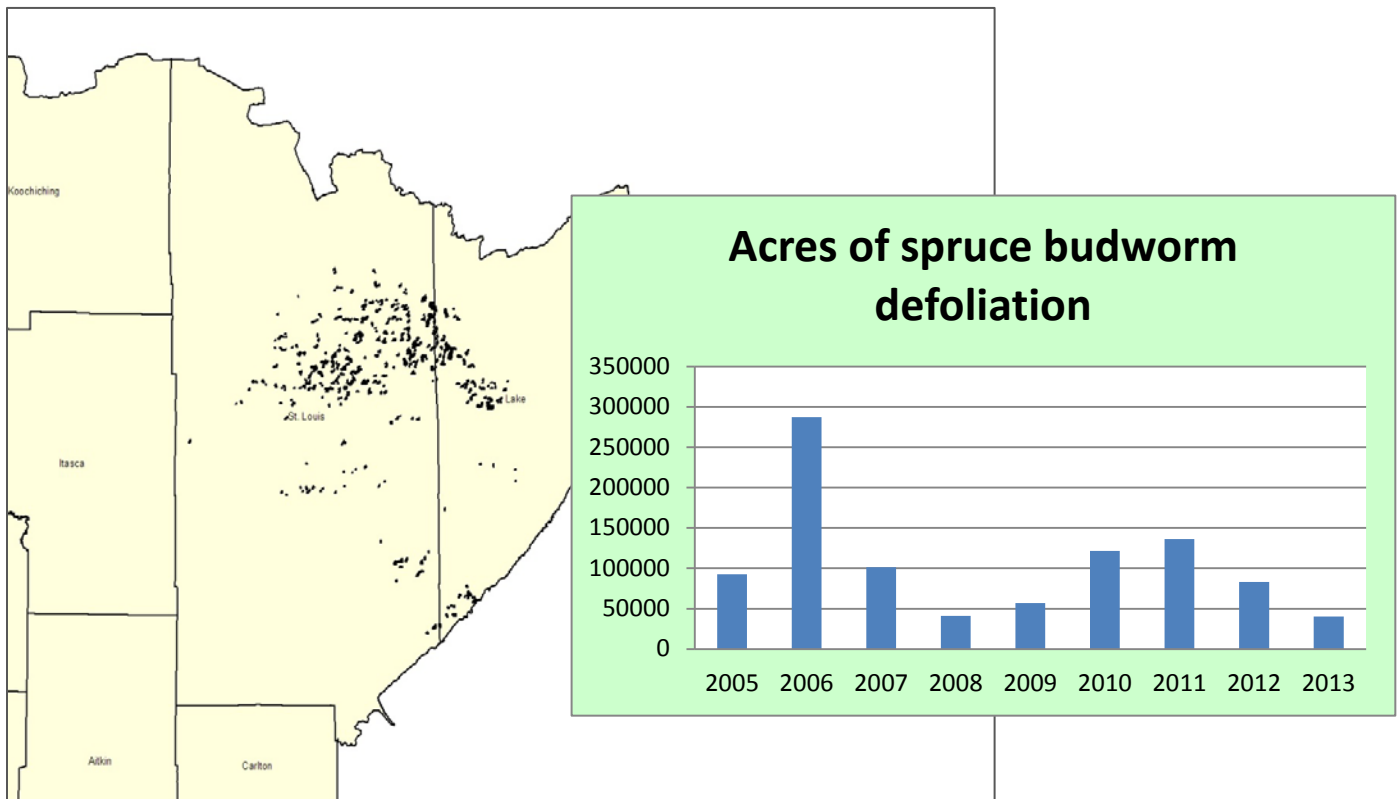 Koochiching
St. Louis
Lake
Itasca
Aitkin
Carlton
Acres of spruce budworm
defoliation
350000
300000
250000
200000
150000
100000
50000
0
2005 2006 2007 2008 2009 2010 2011 2012 2013